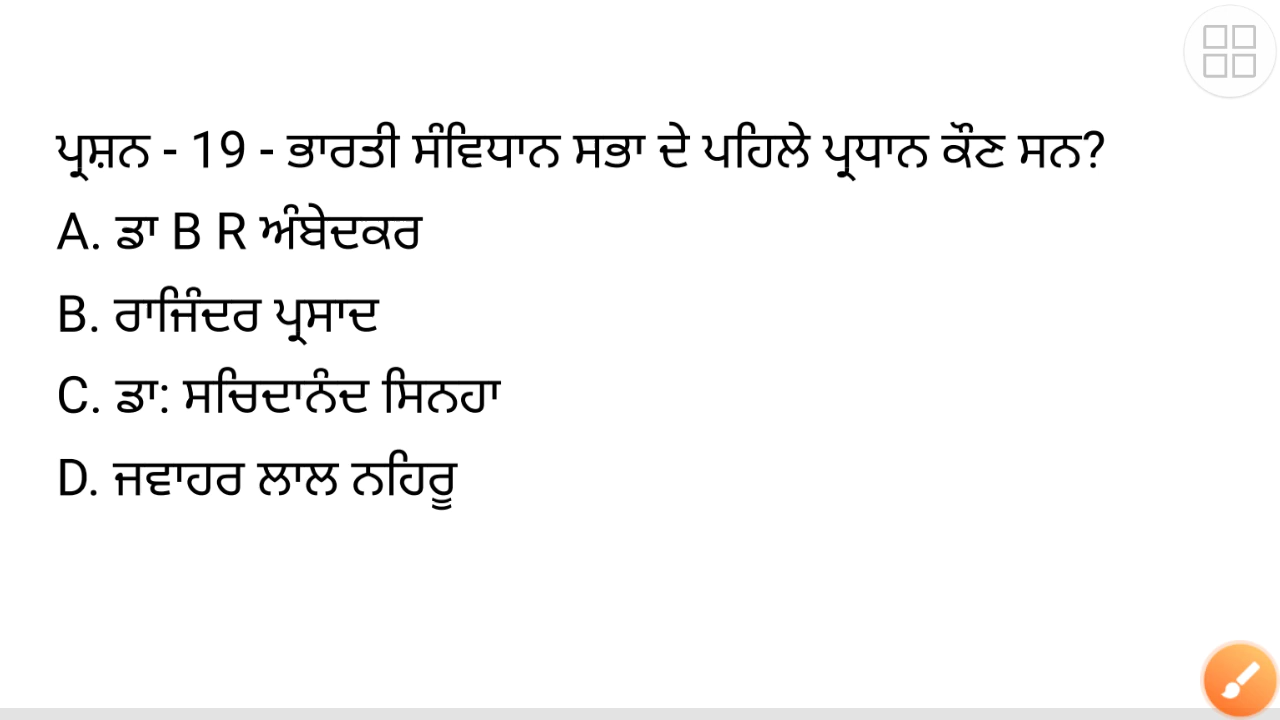 ਪ੍ਰਸ਼ਨ - 19 - ਭਾਰਤੀ ਸੰਵਿਧਾਨ ਸਭਾ ਦੇ ਪਹਿਲੇ ਪ੍ਰਧਾਨ ਕੌਣ ਸਨ?
A. ਡਾ B R ਅੰਬੇਦਕਰ
B. ਰਾਜਿੰਦਰ ਪ੍ਰਸਾਦ
C. ਡਾ: ਸਚਿਦਾਨੰਦ ਸਿਨਹਾ
D. ਜਵਾਹਰ ਲਾਲ ਨਹਿਰੂ